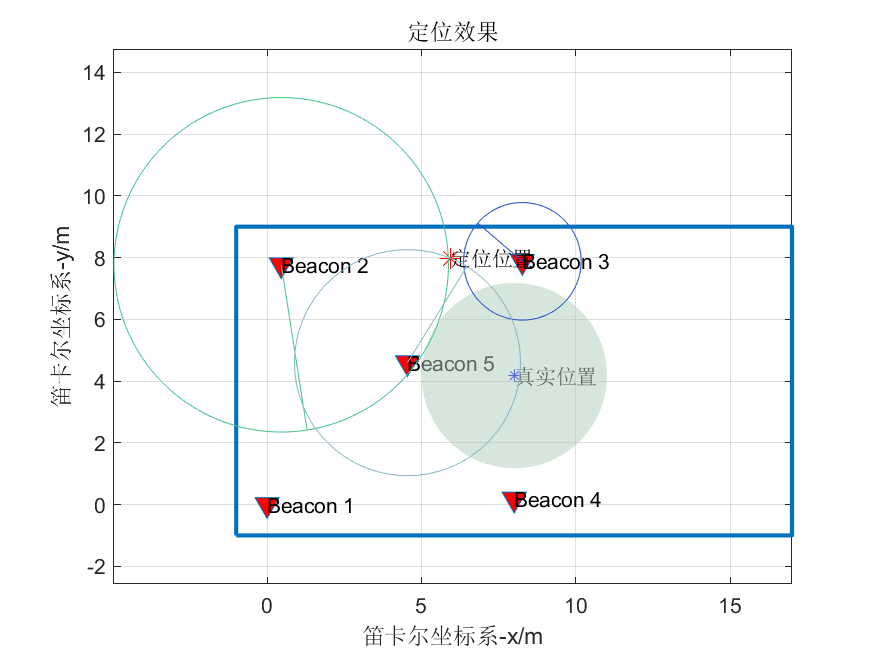 定位效果
14
12
10
8
6
4
2
0
-2
笛卡尔坐标系-y/m
定位位置
Beacon 3
Beacon 2
Beacon 5
真实位置
Beacon 1
Beacon 4
0
5
10
15
笛卡尔坐标系-x/m